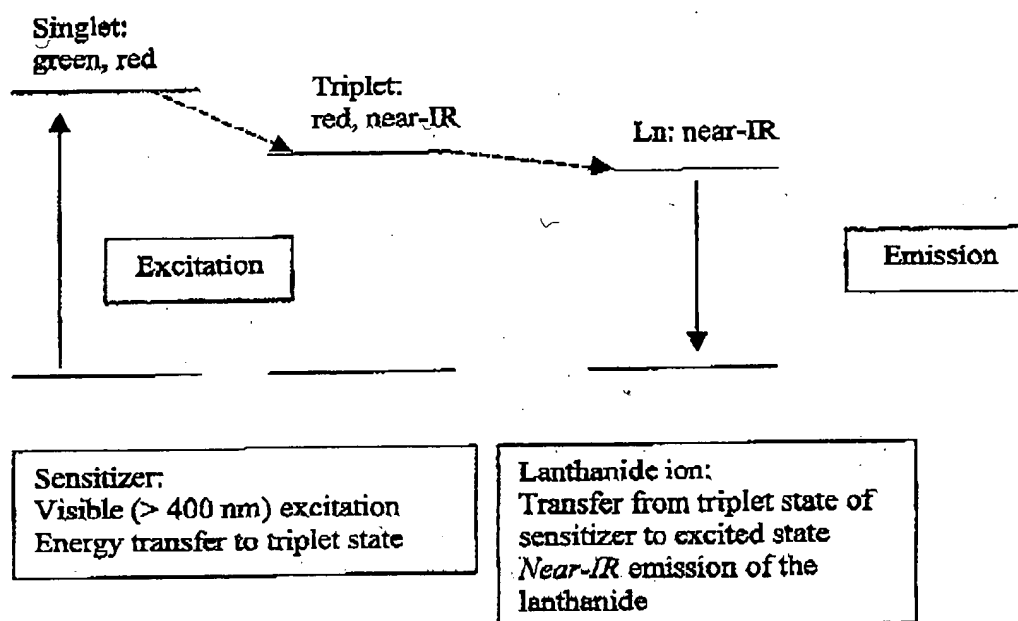 Singlet:
green, red
Triplet:
red, near-IR
Ln: near-IR
Excitation
Emission
Sensitizer:
Visible (> 400 nm) excitation
Energy transfer to triplet state
Lanthanide ion:
Transfer from triplet state of
sensitizer to excited state
Near-IR emission of the
lanthanide